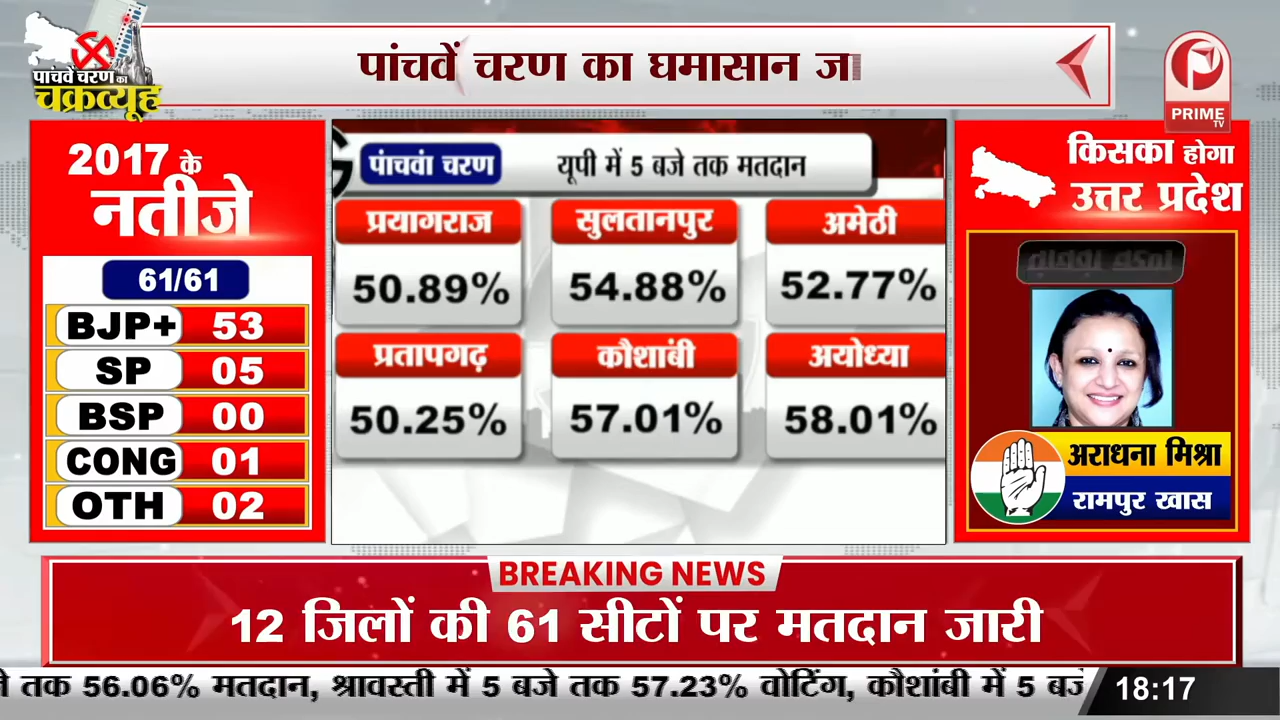 पांचवें चरण का
चक्रव्यूह
पांचवें चरण का घमासान
PRIME
TV
2017 के
नतीजे
61/61
BJP+ 53
SP 05
BSP 00
CONG 01
OTH 02
पांचवा चरण
यूपी में 5 बजे तक मतदान
प्रयागराज
50.89%
सुलतानपुर
54.88%
अमेठी
52.77%
प्रतापगढ़
50.25%
कौशांबी
57.01%
अयोध्या
58.01%
किसका होगा
उत्तर प्रदेश
अराधना मिश्रा
रामपुर खास
BREAKING NEWS
12 जिलों की 61 सीटों पर मतदान जारी
तक 56.06% मतदान, श्रावस्ती में 5 बजे तक 57.23% वोटिंग, कौशांबी में 5
18:17